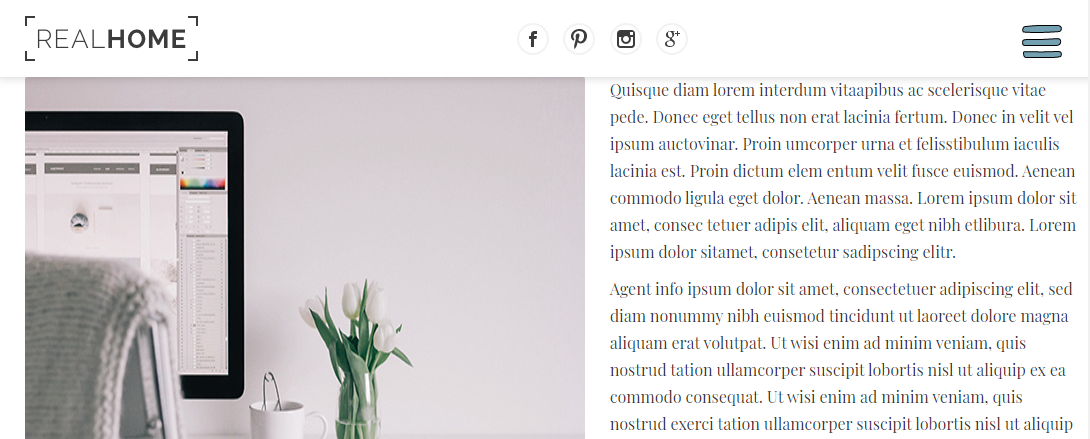 REALHOME
Quisque diam lorem interdum vitaapibus ac scelerisque vitae
pede. Donec eget tellus non erat lacinia fertum. Donec in velit vel
ipsum auctovinar. Proin umcorper urna et felisstibulum iaculis
lacinia est. Proin dictum elem entum velit fusce euismod. Aenean
commodo ligula eget dolor. Aenean massa. Lorem ipsum dolor sit
amet, consec tetuer adipis elit, aliquam eget nibh etlibura. Lorem
ipsum dolor sitamet, consetetur sadipscing elitr.
Agent info ipsum dolor sit amet, consectetuer adipiscing elit, sed
diam nonummy nibh euismod tincidunt ut laoreet dolore magna
aliquam erat volutpat. Ut wisi enim ad minim veniam, quis
nostrud tation ullamcorper suscipit lobortis nisl ut aliquip ex ea
commodo consequat. Ut wisi enim ad minim veniam, quis
nostrud exerci tation ullamcorper suscipit lobortis nisl ut aliquip